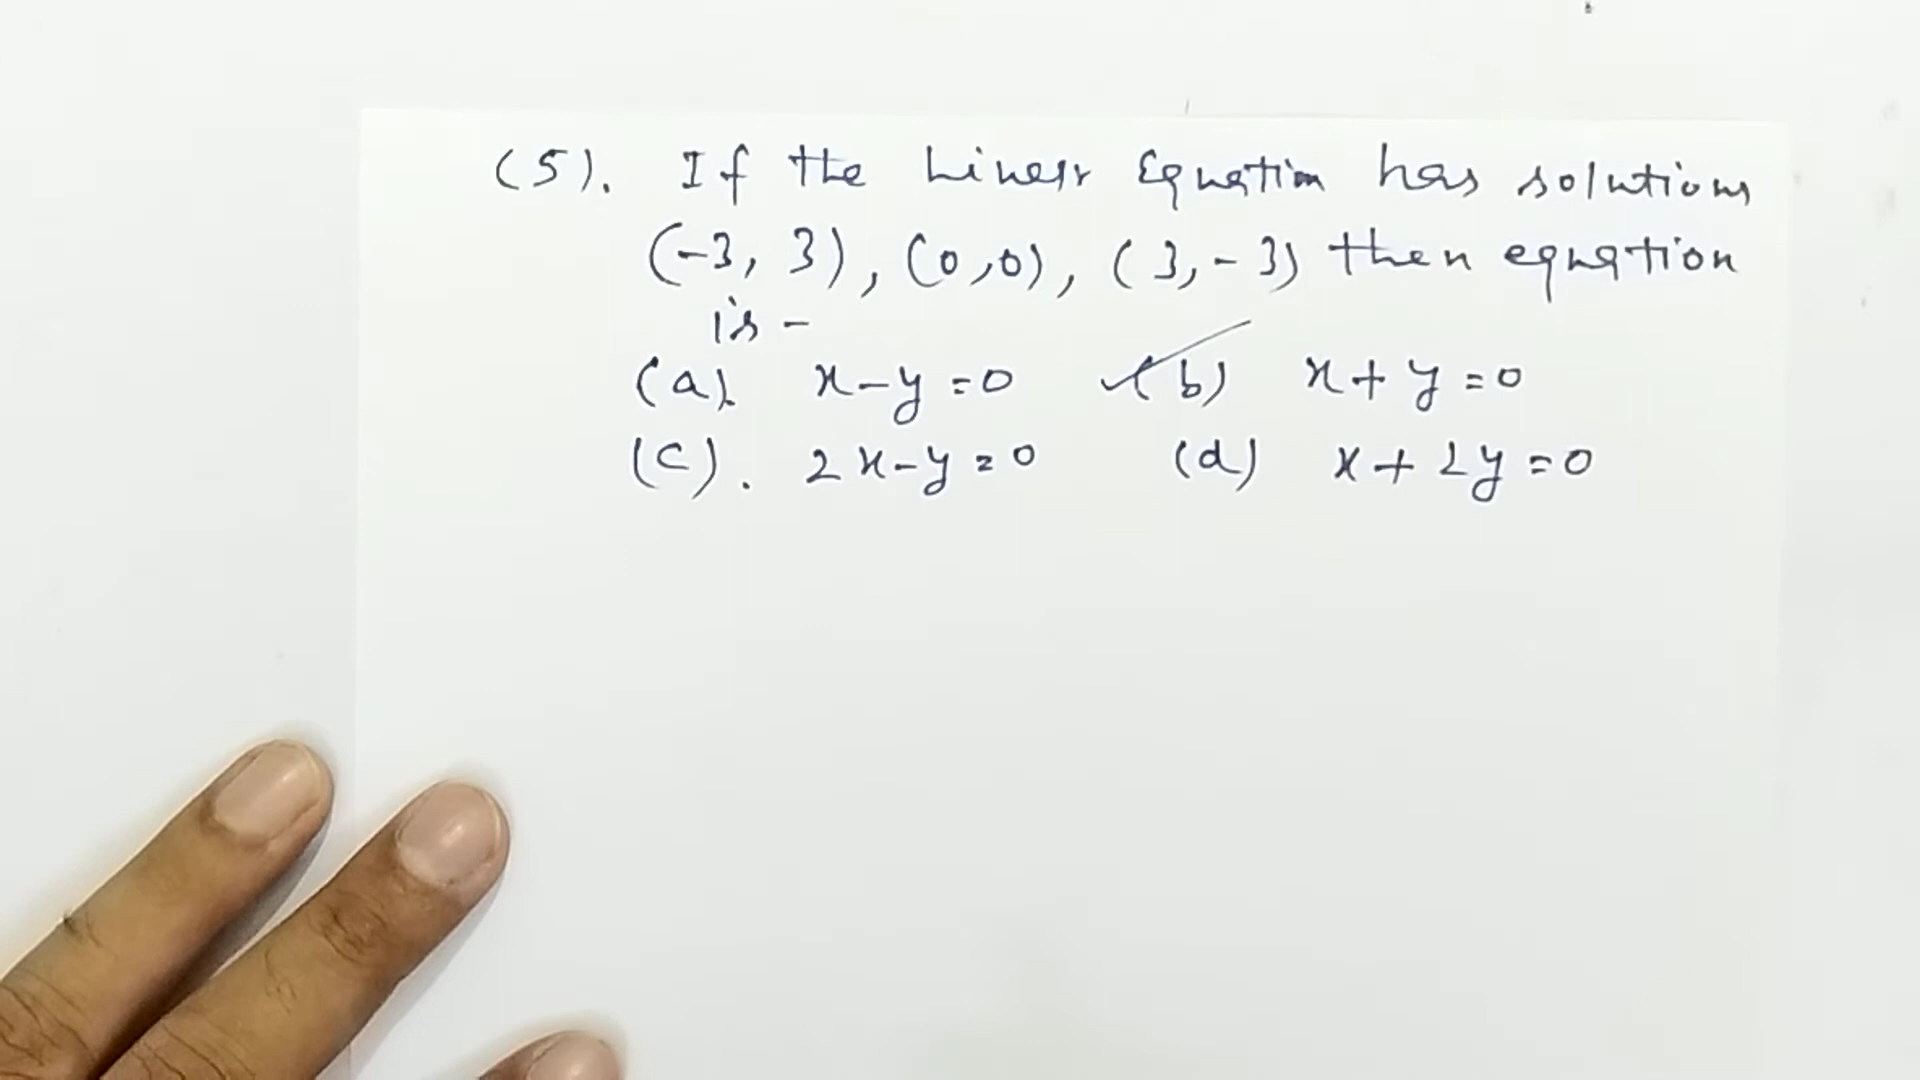 (5). If the Linear Equation has solutions
(-3, 3), (0,0), (3,-3) then equation
is -
(a). x-y=0 ✓(b) x+y=0
(c). 2x-y=0 (d) x+2y=0